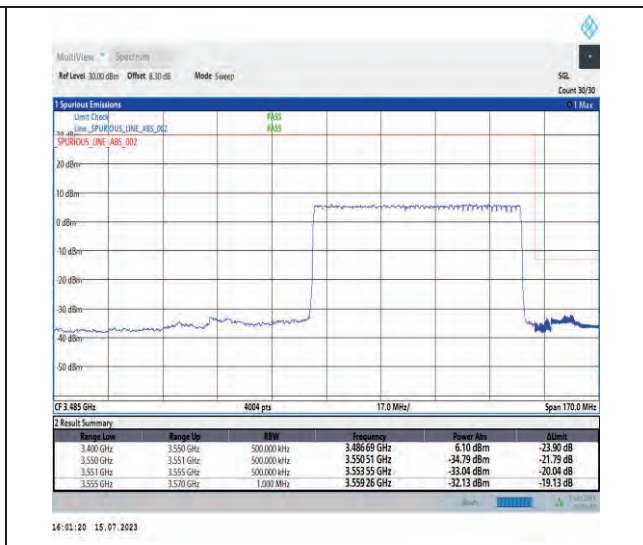 MultiView Spectrum
Ref Level 30.00 dBm Offset 8.30 dB Mode Sweep SGL
Count 30/30
1 Spurious Emissions 1 Max
Limit Check PASS
Line _SPURIOUS_LINE_ABS_002 PASS
_SPURIOUS_LINE_ABS_002
20 dBm
10 dBm
0 dBm
-10 dBm
-20 dBm
-30 dBm
-40 dBm
-50 dBm
CF 3.485 GHz 4004 pts 17.0 MHz/ Span 170.0 MHz
2 Result Summary
Range Low Range Up RBW Frequency Power Abs ΔLimit
3.400 GHz 3.550 GHz 500.000 kHz 3.486 69 GHz 6.10 dBm -23.90 dB
3.550 GHz 3.551 GHz 500.000 kHz 3.550 51 GHz -34.79 dBm -21.79 dB
3.551 GHz 3.555 GHz 500.000 kHz 3.553 55 GHz -33.04 dBm -20.04 dB
3.555 GHz 3.570 GHz 1.000 MHz 3.559 26 GHz -32.13 dBm -19.13 dB
16:01:20 15.07.2023